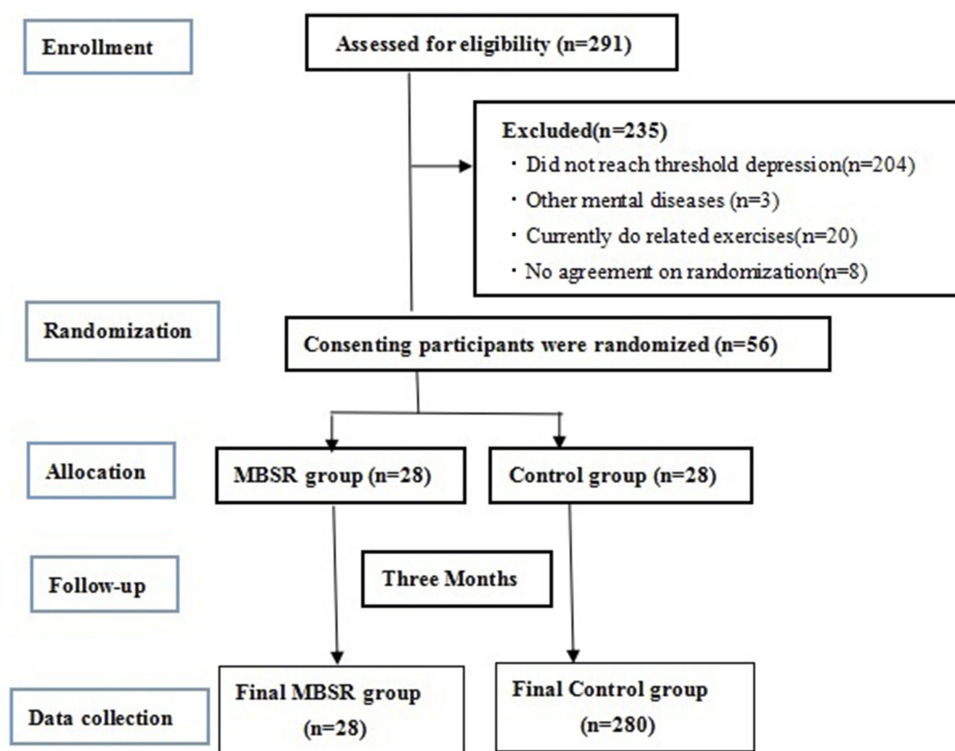 Enrollment
Assessed for eligibility (n=291)
Excluded(n=235)
· Did not reach threshold depression(n=204)
· Other mental diseases (n=3)
· Currently do related exercises(n=20)
· No agreement on randomization(n=8)
Randomization
Consenting participants were randomized (n=56)
Allocation
MBSR group (n=28)
Control group (n=28)
Follow-up
Three Months
Data collection
Final MBSR group
(n=28)
Final Control group
(n=280)